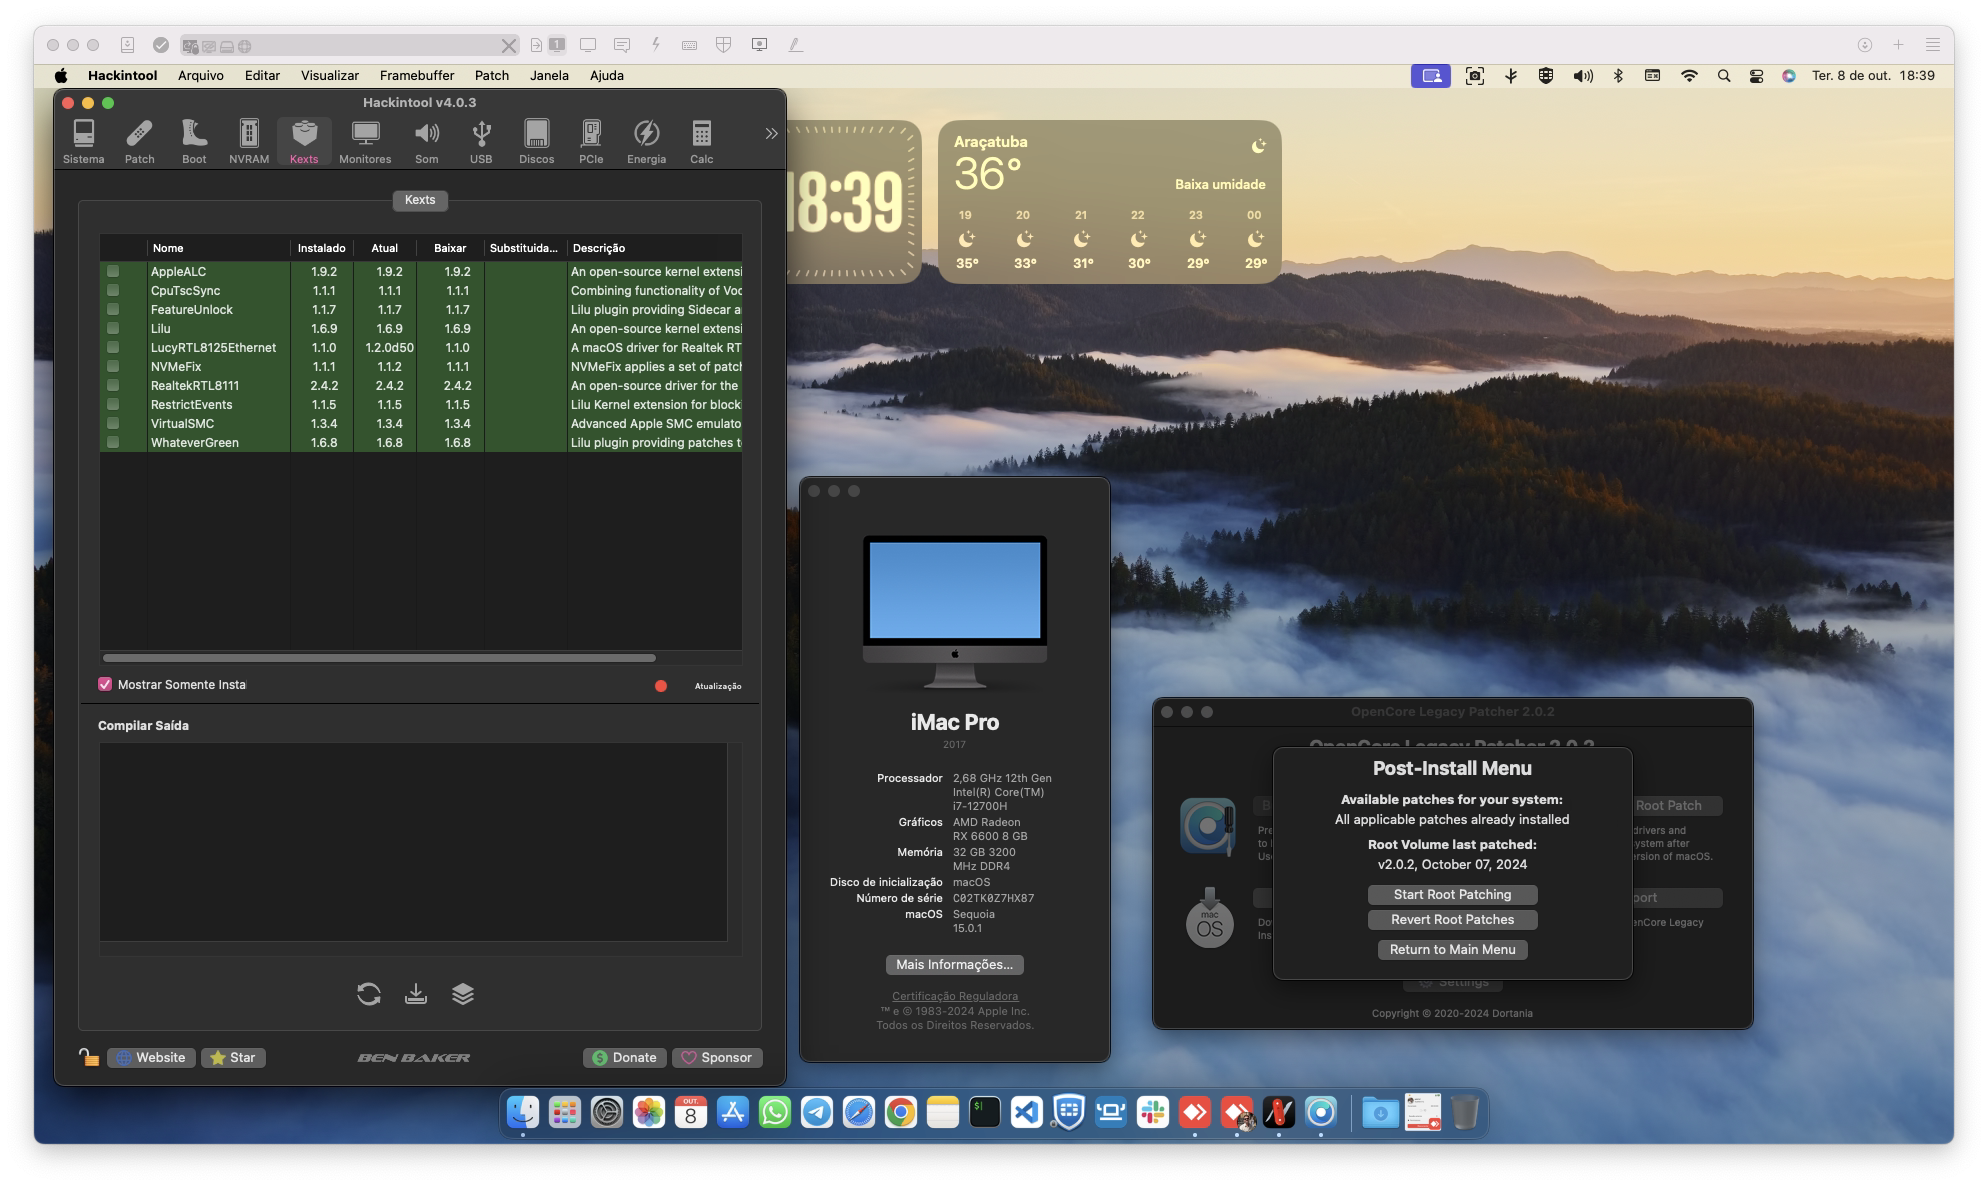 1
Hackintool Arquivo Editar Visualizar Framebuffer Patch Janela Ajuda
Ter. 8 de out. 18:39
Hackintool v4.0.3
Sistema Patch Boot NVRAM Kexts Monitores Som USB Discos PCIe Energia Calc
Kexts
Nome Instalado Atual Baixar Substituida... Descrição
AppleALC 1.9.2 1.9.2 1.9.2 An open-source kernel extensi
CpuTscSync 1.1.1 1.1.1 1.1.1 Combining functionality of Voo
FeatureUnlock 1.1.7 1.1.7 1.1.7 Lilu plugin providing Sidecar a
Lilu 1.6.9 1.6.9 1.6.9 An open-source kernel extensi
LucyRTL8125Ethernet 1.1.0 1.2.0d50 1.1.0 A macOS driver for Realtek RT
NVMeFix 1.1.1 1.1.2 1.1.1 NVMeFix applies a set of patch
RealtekRTL8111 2.4.2 2.4.2 2.4.2 An open-source driver for the
RestrictEvents 1.1.5 1.1.5 1.1.5 Lilu Kernel extension for block
VirtualSMC 1.3.4 1.3.4 1.3.4 Advanced Apple SMC emulato
WhateverGreen 1.6.8 1.6.8 1.6.8 Lilu plugin providing patches t
Mostrar Somente Insta
Atualização
Compilar Saída
Website Star BEN BAKER Donate Sponsor
18:39
Araçatuba
36°
Baixa umidade
19 20 21 22 23 00
35° 33° 31° 30° 29° 29°
iMac Pro
2017
Processador 2,68 GHz 12th Gen
Intel(R) Core(TM)
i7-12700H
Gráficos AMD Radeon
RX 6600 8 GB
Memória 32 GB 3200
MHz DDR4
Disco de inicialização macOS
Número de série C02TK0Z7HX87
macOS Sequoia
15.0.1
Mais Informações...
Certificação Reguladora
™ e © 1983-2024 Apple Inc.
Todos os Direitos Reservados.
OpenCore Legacy Patcher 2.0.2
OpenCore Legacy Patcher 2.0.2
Post-Install Menu
Available patches for your system:
All applicable patches already installed
Root Volume last patched:
v2.0.2, October 07, 2024
Start Root Patching
Revert Root Patches
Return to Main Menu
Root Patch
drivers and
ystem after
ersion of macOS.
port
enCore Legacy
mac
OS
Settings
Copyright © 2020-2024 Dortania
OUT.
8